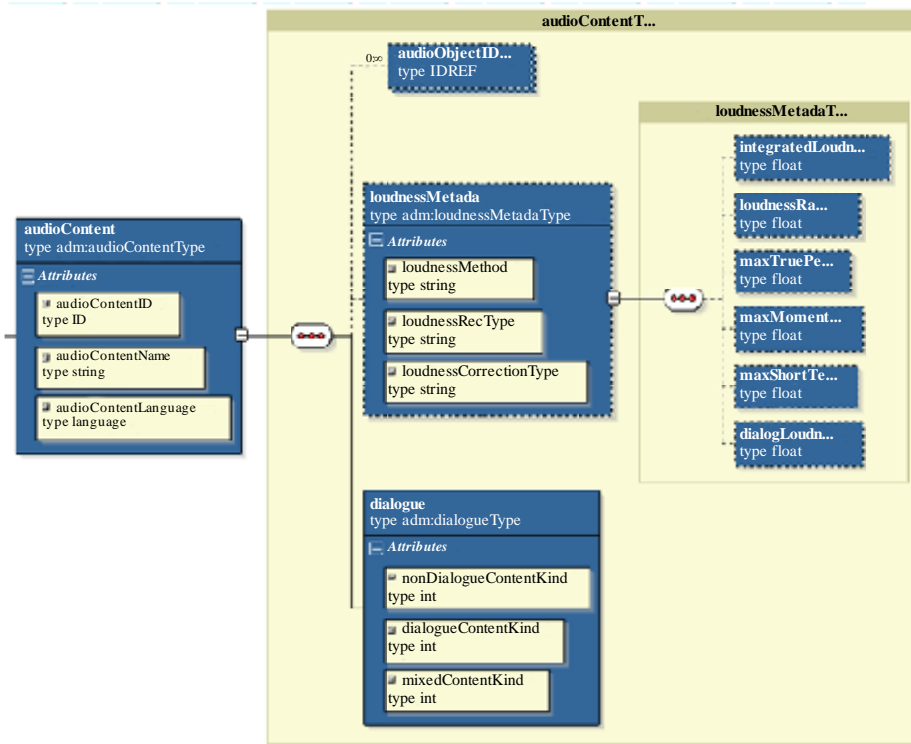 audioContentT...
0:∞
audioObjectID...
type IDREF
loudnessMetadaT...
integratedLoudn...
type float
loudnessRa...
type float
maxTruePe...
type float
maxMoment...
type float
maxShortTe...
type float
dialogLoudn...
type float
loudnessMetada
type adm:loudnessMetadaType
Attributes
loudnessMethod
type string
loudnessRecType
type string
loudnessCorrectionType
type string
audioContent
type adm:audioContentType
Attributes
audioContentID
type ID
audioContentName
type string
audioContentLanguage
type language
dialogue
type adm:dialogueType
Attributes
nonDialogueContentKind
type int
dialogueContentKind
type int
mixedContentKind
type int